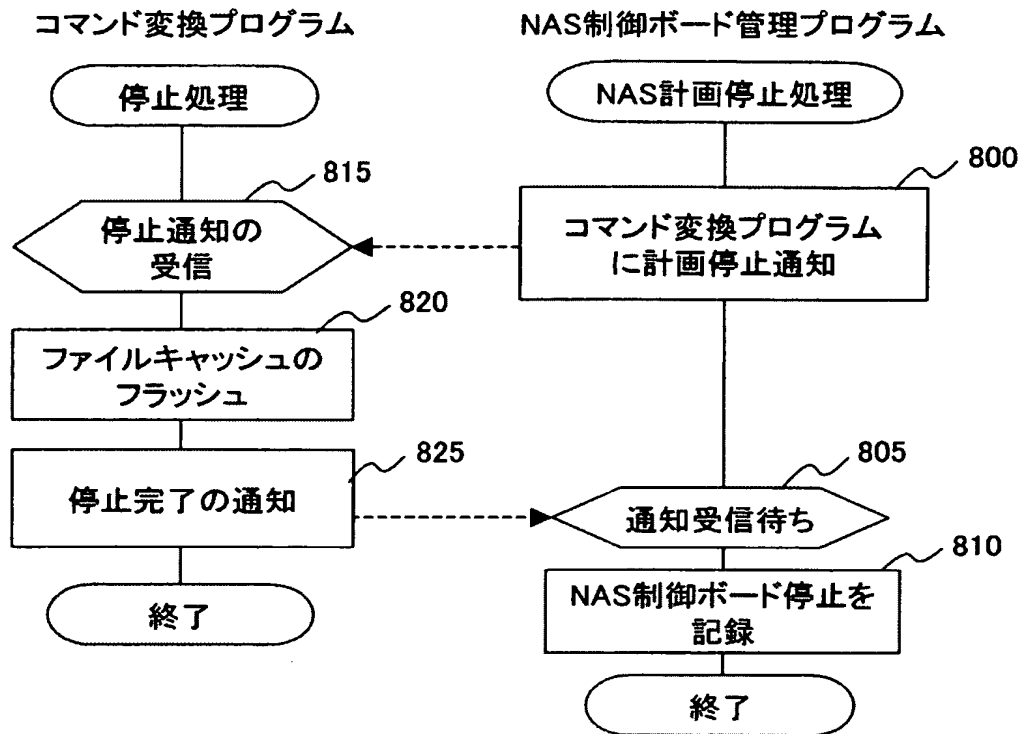 コマンド変換プログラム
停止処理
815
停止通知の
受信
820
ファイルキャッシュの
フラッシュ
825
停止完了の通知
終了
NAS制御ボード管理プログラム
NAS計画停止処理
800
コマンド変換プログラム
に計画停止通知
805
通知受信待ち
810
NAS制御ボード停止を
記録
終了